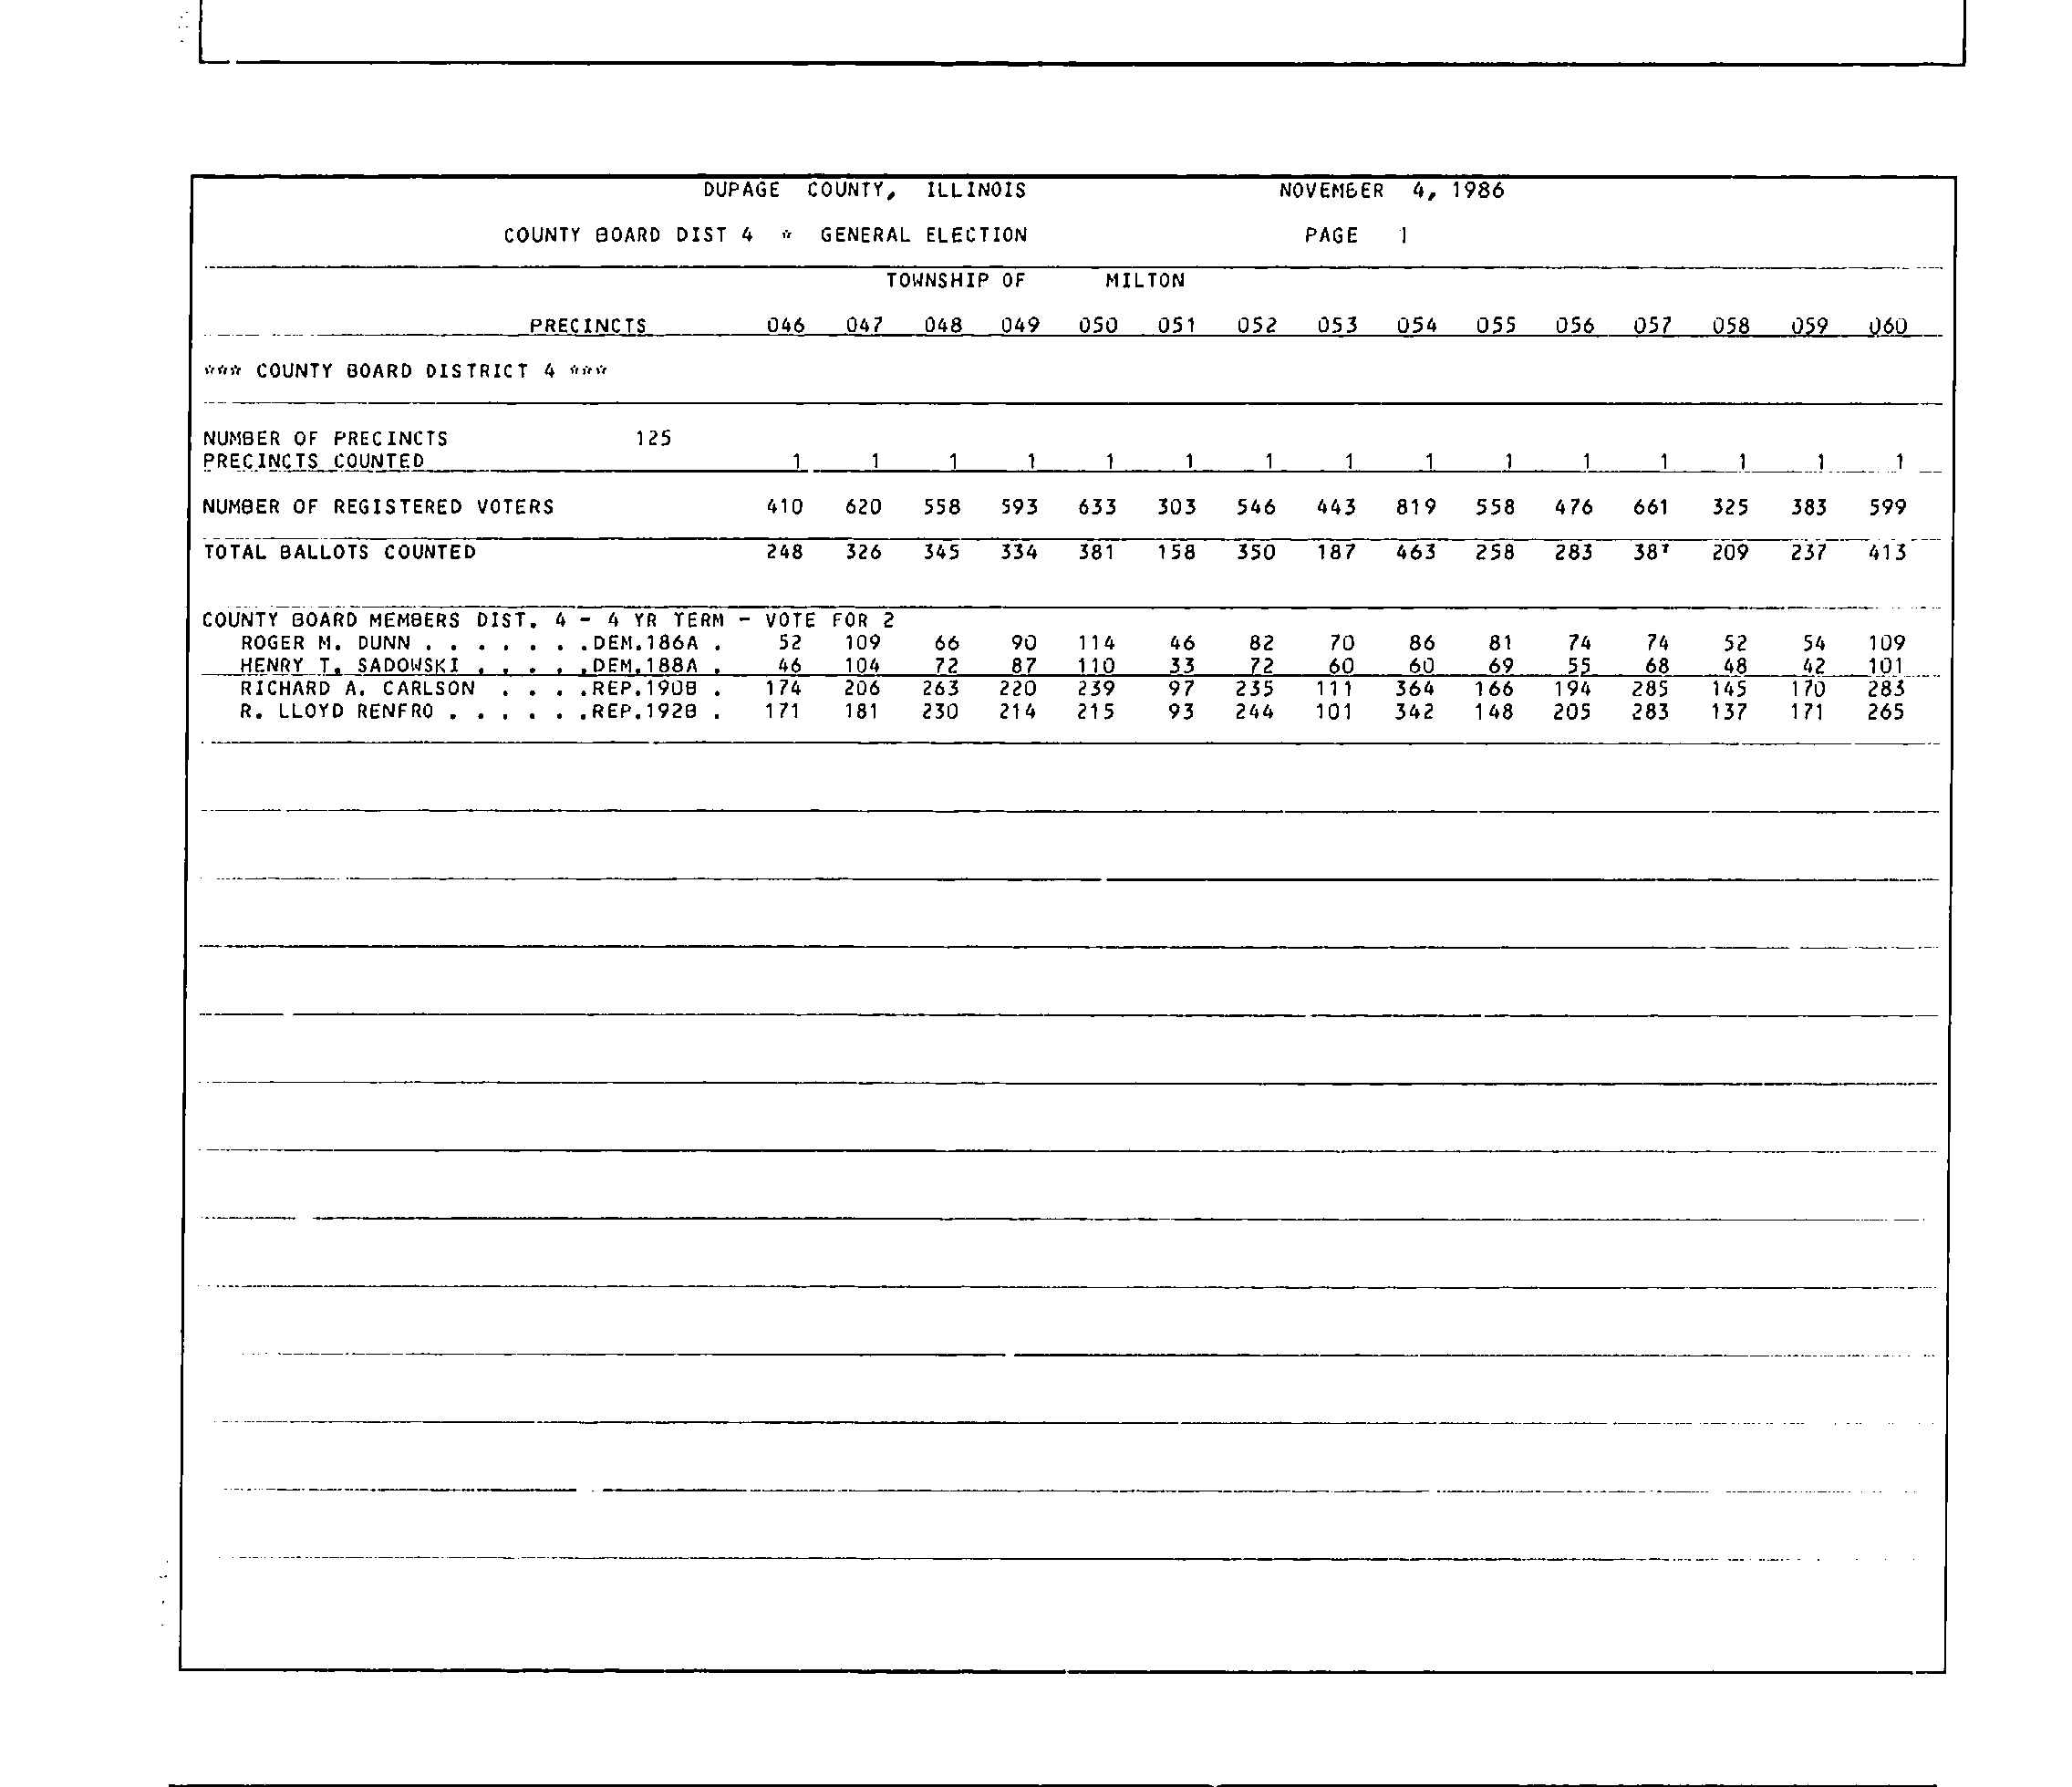 DUPAGE COUNTY, ILLINOIS NOVEMBER 4, 1986
COUNTY BOARD DIST 4 * GENERAL ELECTION PAGE 1
TOWNSHIP OF MILTON
PRECINCTS 046 047 048 049 050 051 052 053 054 055 056 057 058 059 060
*** COUNTY BOARD DISTRICT 4 ***
NUMBER OF PRECINCTS 125
PRECINCTS COUNTED 1 1 1 1 1 1 1 1 1 1 1 1 1 1 1
NUMBER OF REGISTERED VOTERS 410 620 558 593 633 303 546 443 819 558 476 661 325 383 599
TOTAL BALLOTS COUNTED 248 326 345 334 381 158 350 187 463 258 283 209 237 413
COUNTY BOARD MEMBERS DIST. 4 - 4 YR TERM - VOTE FOR 2
ROGER M. DUNN . . . . . . .DEM.186A . 52 109 66 90 114 46 82 70 86 81 74 74 52 54 109
HENRY T. SADOWSKI . . . . .DEM.188A . 46 104 72 87 110 33 72 60 60 69 55 68 48 42 101
RICHARD A. CARLSON . . . .REP.190B . 174 206 263 220 239 97 235 111 364 166 194 285 145 170 283
R. LLOYD RENFRO . . . . . .REP.192B . 171 181 230 214 215 93 244 101 342 148 205 283 137 171 265